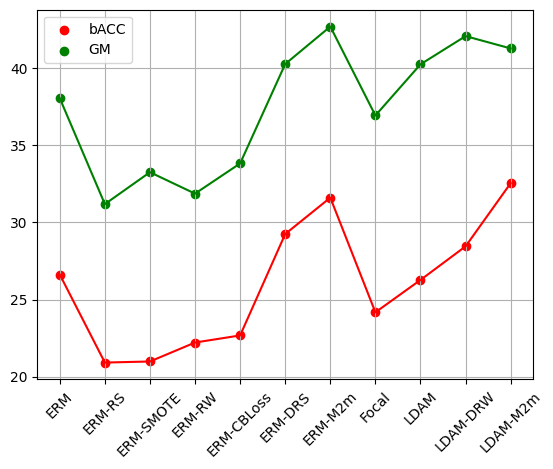 bACC
GM
40
35
30
25
20
ERM
ERM-RS
ERM-SMOTE
ERM-RW
ERM-CBLoss
ERM-DRS
ERM-M2m
Focal
LDAM
LDAM-DRW
LDAM-M2m